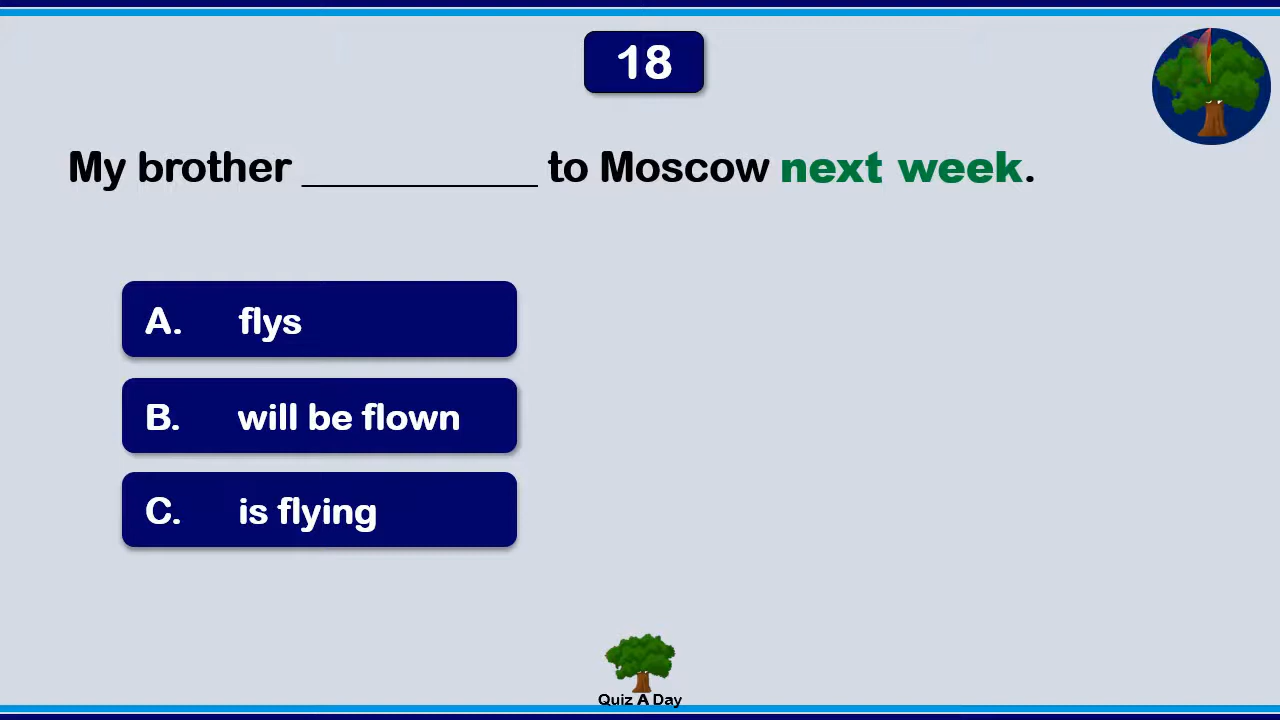 18
My brother ___________ to Moscow next week.
A. flys
B. will be flown
C. is flying
Quiz A Day